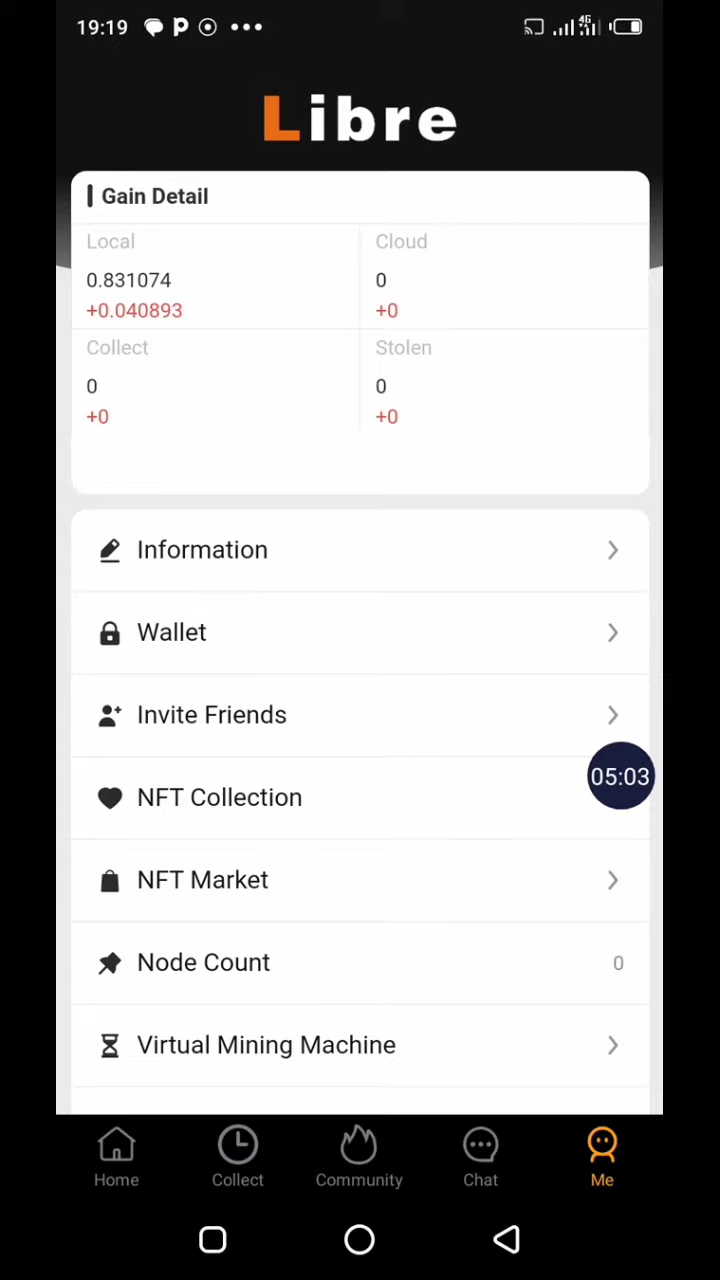 19:19
4G
Libre
Gain Detail
Local
Cloud
0.831074
0
+0.040893
+0
Collect
Stolen
0
0
+0
+0
Information
Wallet
Invite Friends
05:03
NFT Collection
NFT Market
Node Count
0
Virtual Mining Machine
Home
Collect
Community
Chat
Me